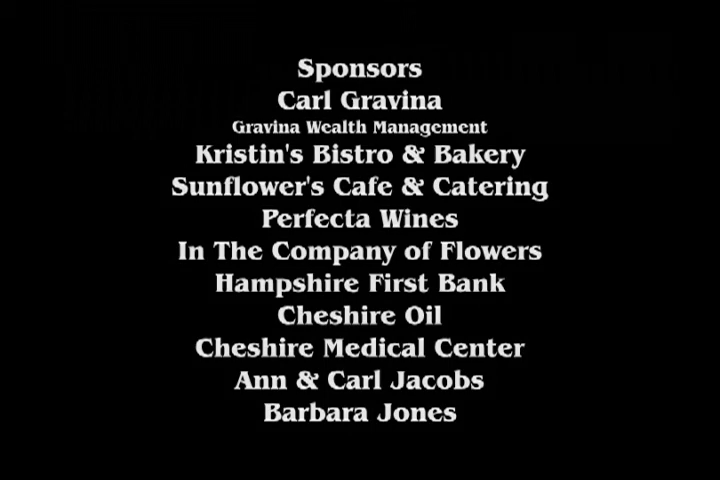 Sponsors
Carl Gravina
Gravina Wealth Management
Kristin's Bistro & Bakery
Sunflower's Cafe & Catering
Perfecta Wines
In The Company of Flowers
Hampshire First Bank
Cheshire Oil
Cheshire Medical Center
Ann & Carl Jacobs
Barbara Jones